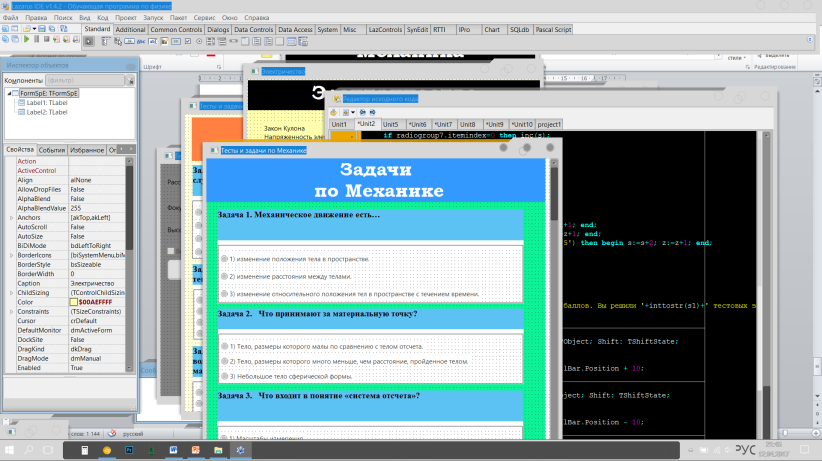 Lazarus IDE v1.4.2 - Обучающая программа по физике
Файл Правка Поиск Вид Код Проект Запуск Пакет Сервис Окно Справка
Standard Additional Common Controls Dialogs Data Controls Data Access System Misc LazControls SynEdit RTTI IPro Chart SQLdb Pascal Script
Шрифт
стили
Редактирование
Инспектор объектов
Компоненты (фильтр)
FormSpE: TFormSpE
Label1: TLabel
Label2: TLabel
Свойства События Избранное
Action
ActiveControl
Align alNone
AllowDropFiles False
AlphaBlend False
AlphaBlendValue 255
Anchors [akTop,akLeft]
AutoScroll False
AutoSize False
BiDiMode bdLeftToRight
BorderIcons [biSystemMenu,biM
BorderStyle bsSizeable
BorderWidth 0
Caption Электричество
ChildSizing (TControlChildSizing
Color $00AEFFFF
Constraints (TSizeConstraints)
Cursor crDefault
DefaultMonitor dmActiveForm
DockSite False
DragKind dkDrag
DragMode dmManual
Enabled True
Электричество
Закон Кулона
Напряженность эле
Тесты и задачи
Редактор исходного кода
Unit1 *Unit2 Unit5 *Unit6 *Unit7 Unit8 *Unit9 *Unit10 project1
if radiogroup7.itemindex=0 then inc(s);
+1; end;
z+1; end;
5') then begin s:=s+2; z:=z+1; end;
баллов. Вы решили '+inttostr(s1)+' тестовых
Object; Shift: TShiftState;
lBar.Position + 10;
ject; Shift: TShiftState;
lBar.Position - 10;
Тесты и задачи по Механике
Задачи
по Механике
Задача 1. Механическое движение есть...
1) изменение положения тела в пространстве.
2) изменение расстояния между телами.
3) изменение относительного положения тел в пространстве с течением времени.
Задача 2. Что принимают за материальную точку?
1) Тело, размеры которого малы по сравнению с телом отсчета.
2) Тело, размеры которого много меньше, чем расстояние, пройденное телом.
3) Небольшое тело сферической формы.
Задача 3. Что входит в понятие «система отсчета»?
1) Масштабы измерения
слов: 1 144 русский
РУС
12.04.2017